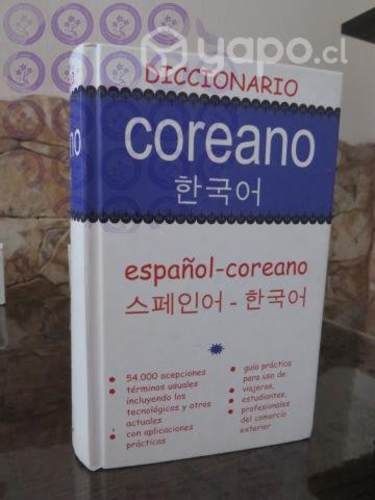 yapo.cl
DICCIONARIO
coreano
한국어
español-coreano
스페인어 - 한국어
54.000 acepciones
términos usuales
incluyendo los
tecnológicos y otros
actuales
con aplicaciones
prácticas
guía práctica
para uso de
viajeros,
estudiantes,
profesionales
del comercio
exterior